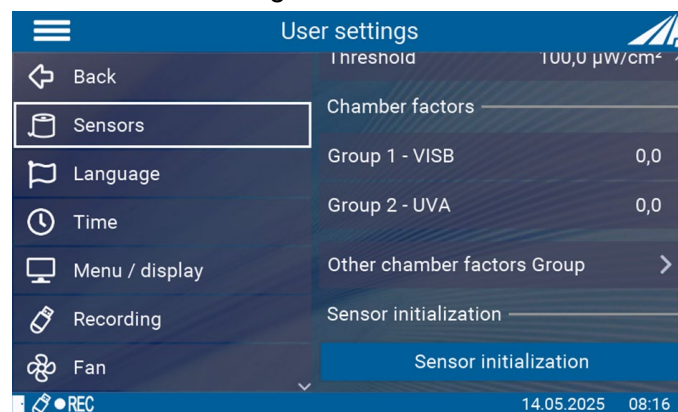 User settings
Back
Sensors
Language
Time
Menu / display
Recording
Fan
Threshold 100,0 µW/cm²
Chamber factors
Group 1 - VISB 0,0
Group 2 - UVA 0,0
Other chamber factors Group
Sensor initialization
Sensor initialization
REC
14.05.2025 08:16